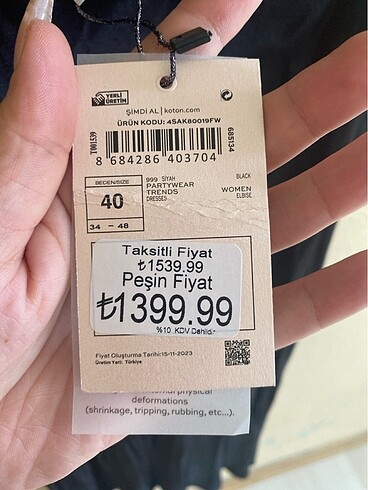 YERLİ
ÜRETİM
ŞİMDİ AL | koton.com
ÜRÜN KODU: 4SAK80019FW
T001539
685134
8 684286 403704
BEDEN/SIZE
40
34 - 48
999 SİYAH
PARTYWEAR
TRENDS
DRESSES
BLACK
WOMEN
ELBİSE
Taksitli Fiyat
₺1539.99
Peşin Fiyat
₺1399.99
%10 KDV Dahildir
Fiyat Oluşturma Tarihi:15-11-2023
Üretim Yeri: Türkiye
physical
deformations
(shrinkage, tripping, rubbing, etc...).